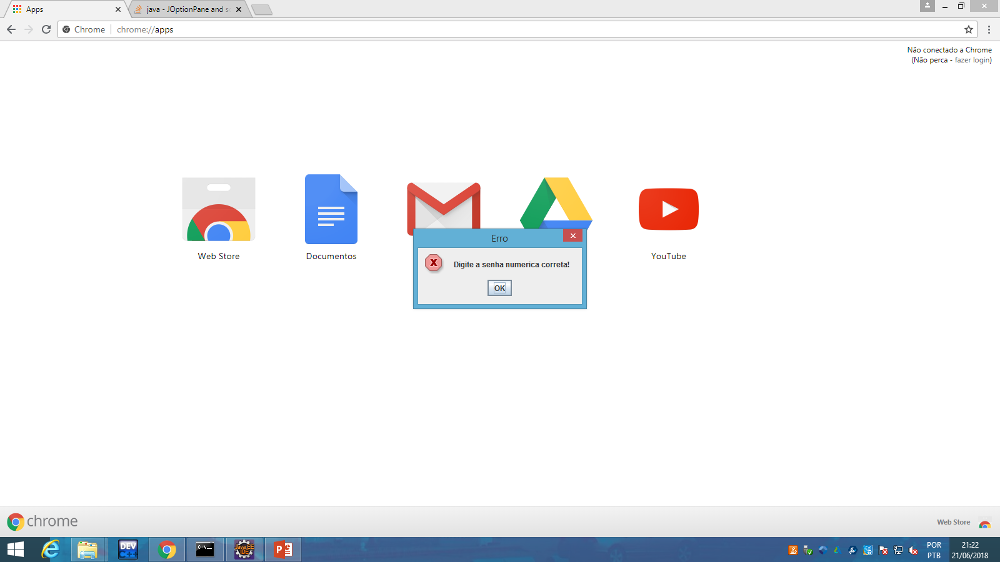 Apps
java - JOptionPane and sc
Chrome
chrome://apps
Não conectado a Chrome
(Não perca - fazer login)
Web Store
Documentos
YouTube
Erro
X
Digite a senha numerica correta!
OK
chrome
Web Store
DEV
C++
C:\_
Java EE
IDE
P
POR
PTB
21:22
21/06/2018